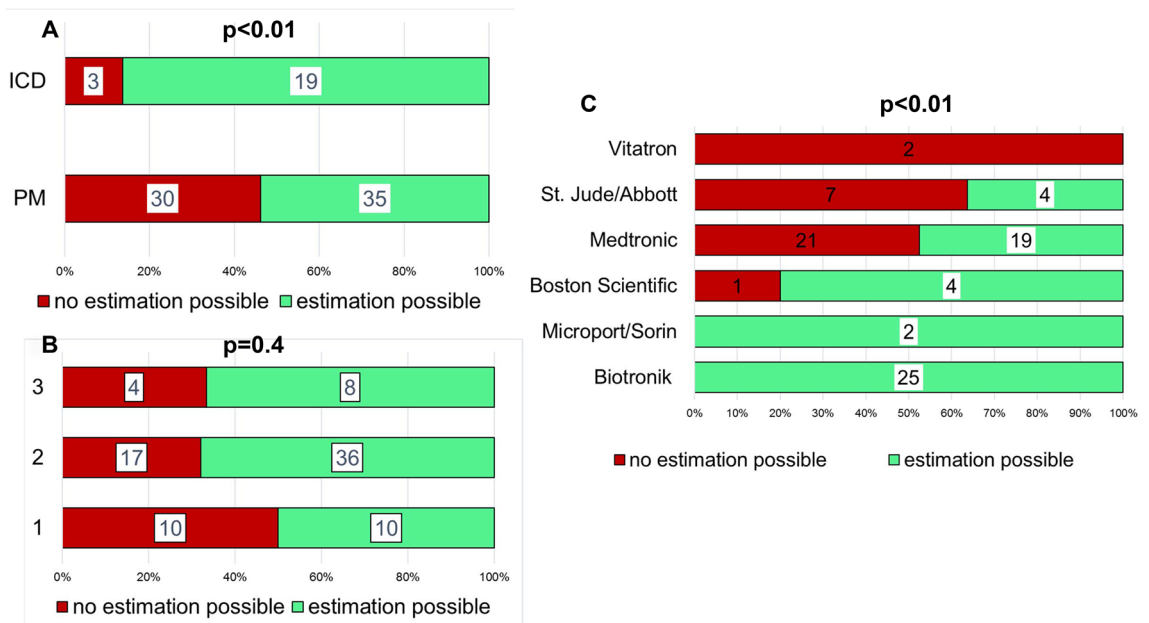 A
p<0.01
ICD
3
19
PM
30
35
0%
20%
40%
60%
80%
100%
no estimation possible
estimation possible
B
p=0.4
3
4
8
2
17
36
1
10
10
0%
20%
40%
60%
80%
100%
no estimation possible
estimation possible
C
p<0.01
Vitatron
2
St. Jude/Abbott
7
4
Medtronic
21
19
Boston Scientific
1
4
Microport/Sorin
2
Biotronik
25
0%
10%
20%
30%
40%
50%
60%
70%
80%
90%
100%
no estimation possible
estimation possible